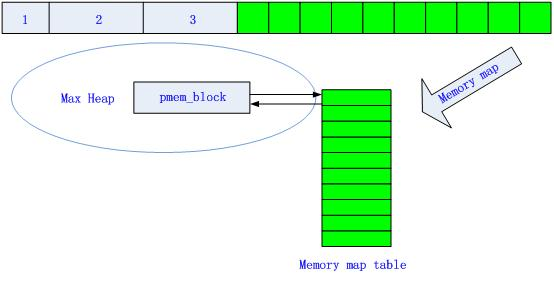 1 2 3
Max Heap
pmem_block
Memory map
Memory map table